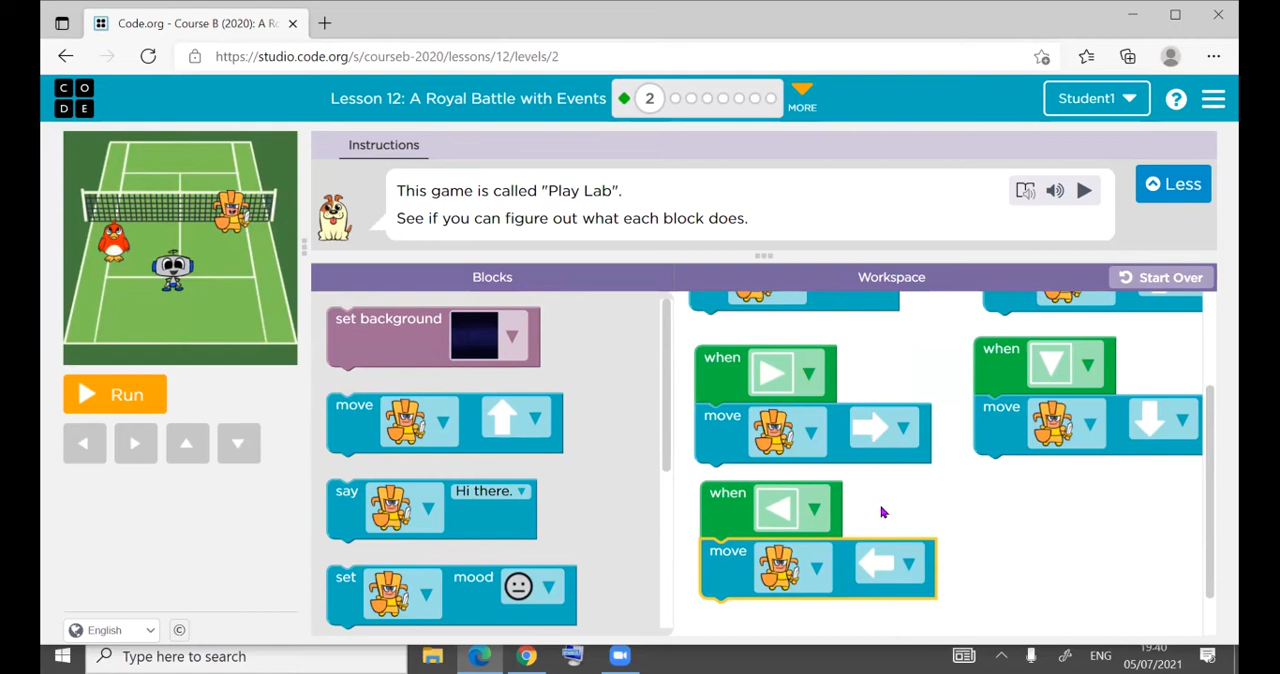 Code.org - Course B (2020): A Ro
https://studio.code.org/s/courseb-2020/lessons/12/levels/2
C O
D E
Lesson 12: A Royal Battle with Events
2
MORE
Student1
Instructions
This game is called "Play Lab".
See if you can figure out what each block does.
Less
Blocks
Workspace
Start Over
set background
move
say
Hi there.
set
mood
when
move
when
move
when
move
Run
English
Type here to search
ENG
19:40
05/07/2021